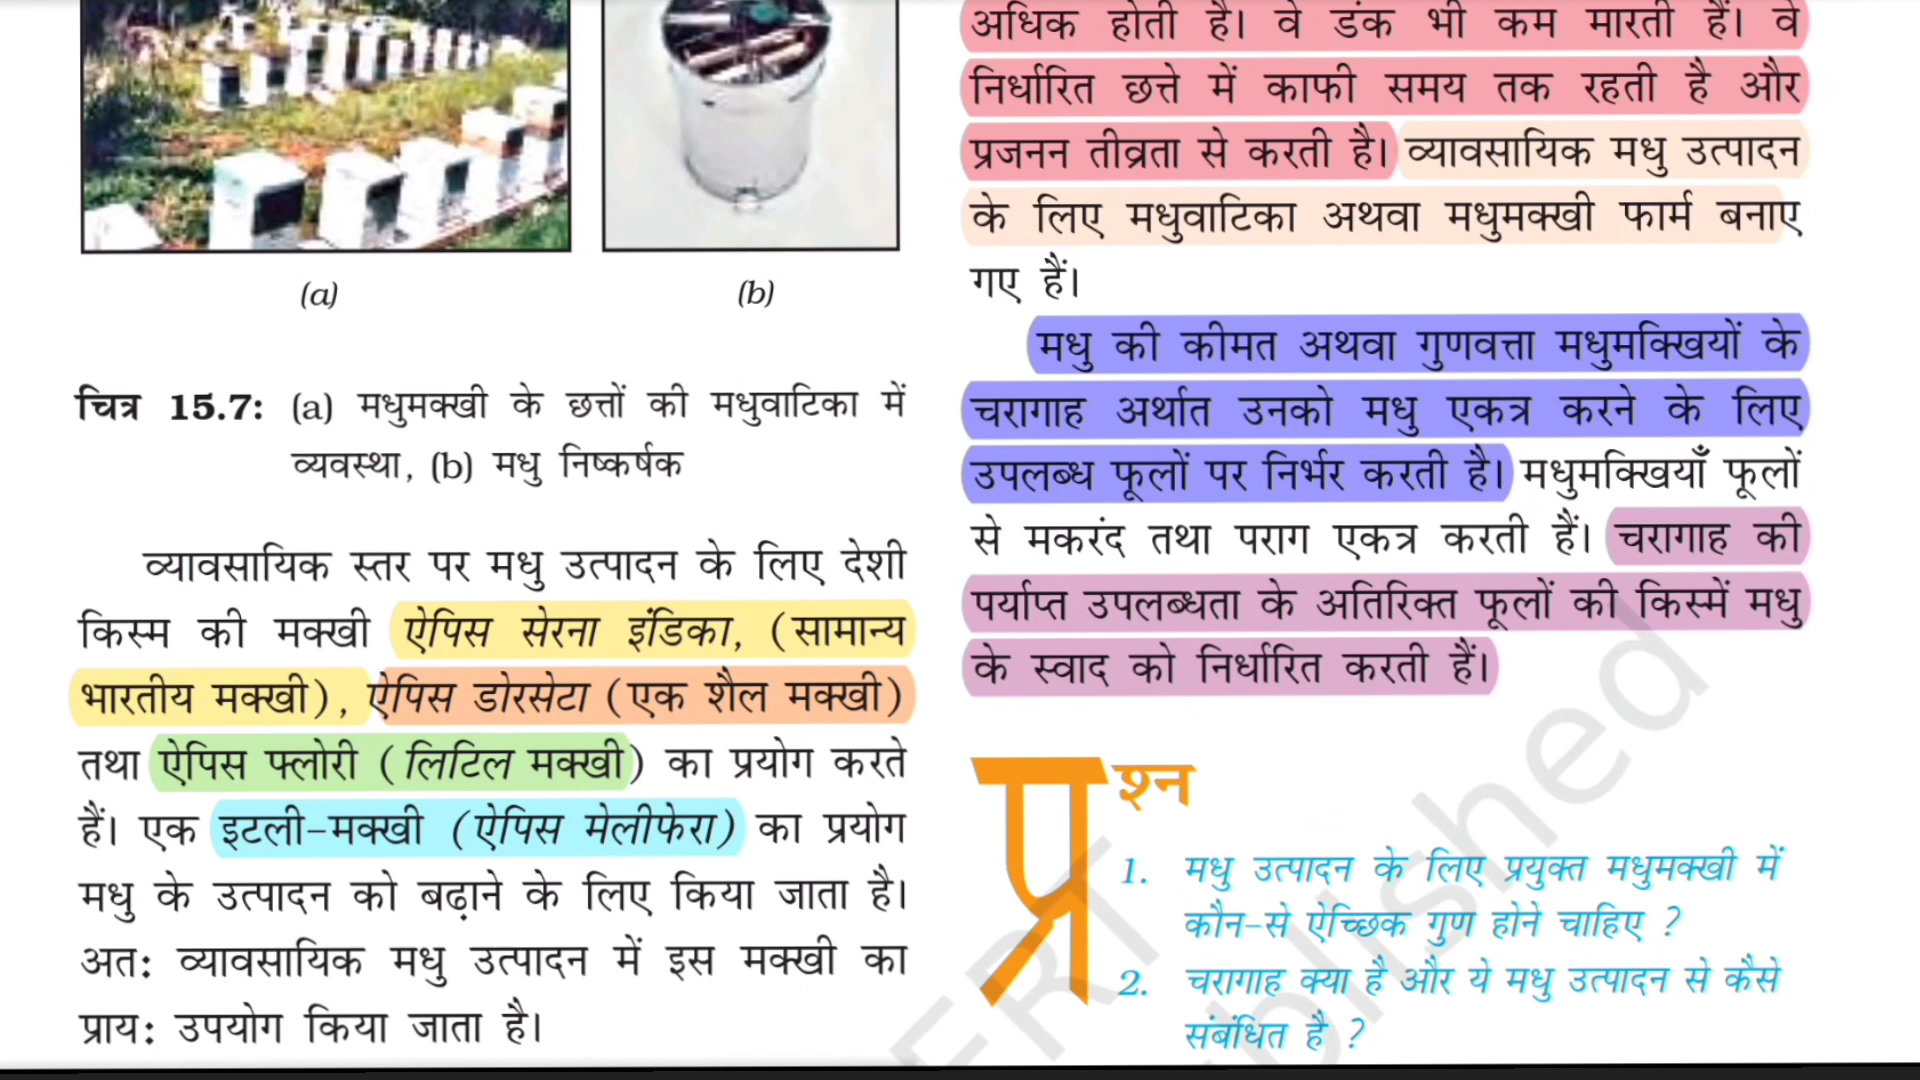 (a)
(b)
चित्र 15.7: (a) मधुमक्खी के छत्तों की मधुवाटिका में
व्यवस्था, (b) मधु निष्कर्षक
व्यावसायिक स्तर पर मधु उत्पादन के लिए देशी
किस्म की मक्खी ऐपिस सेरना इंडिका, (सामान्य
भारतीय मक्खी), ऐपिस डोरसेटा (एक शैल मक्खी)
तथा ऐपिस फ्लोरी (लिटिल मक्खी) का प्रयोग करते
हैं। एक इटली-मक्खी (ऐपिस मेलीफेरा) का प्रयोग
मधु के उत्पादन को बढ़ाने के लिए किया जाता है।
अतः व्यावसायिक मधु उत्पादन में इस मक्खी का
प्रायः उपयोग किया जाता है।
अधिक होती है। वे डंक भी कम मारती हैं। वे
निर्धारित छत्ते में काफी समय तक रहती है और
प्रजनन तीव्रता से करती है। व्यावसायिक मधु उत्पादन
के लिए मधुवाटिका अथवा मधुमक्खी फार्म बनाए
गए हैं।
मधु की कीमत अथवा गुणवत्ता मधुमक्खियों के
चरागाह अर्थात उनको मधु एकत्र करने के लिए
उपलब्ध फूलों पर निर्भर करती है। मधुमक्खियाँ फूलों
से मकरंद तथा पराग एकत्र करती हैं। चरागाह की
पर्याप्त उपलब्धता के अतिरिक्त फूलों की किस्में मधु
के स्वाद को निर्धारित करती हैं।
प्रश्न
1. मधु उत्पादन के लिए प्रयुक्त मधुमक्खी में
कौन-से ऐच्छिक गुण होने चाहिए ?
2. चरागाह क्या है और ये मधु उत्पादन से कैसे
संबंधित है ?